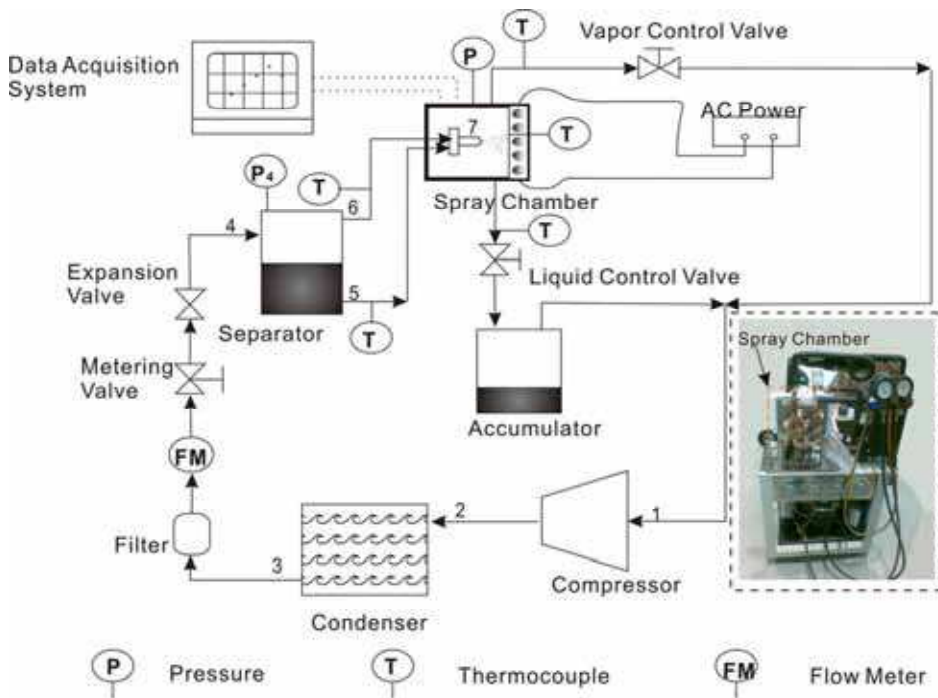 T
Vapor Control Valve
P
Data Acquisition
System
AC Power
7
T
P4
T
6
Spray Chamber
4
T
Expansion
Valve
Liquid Control Valve
5
Separator
T
Spray Chamber
Metering
Valve
Accumulator
FM
2
1
Filter
3
Compressor
Condenser
P Pressure
T Thermocouple
FM Flow Meter